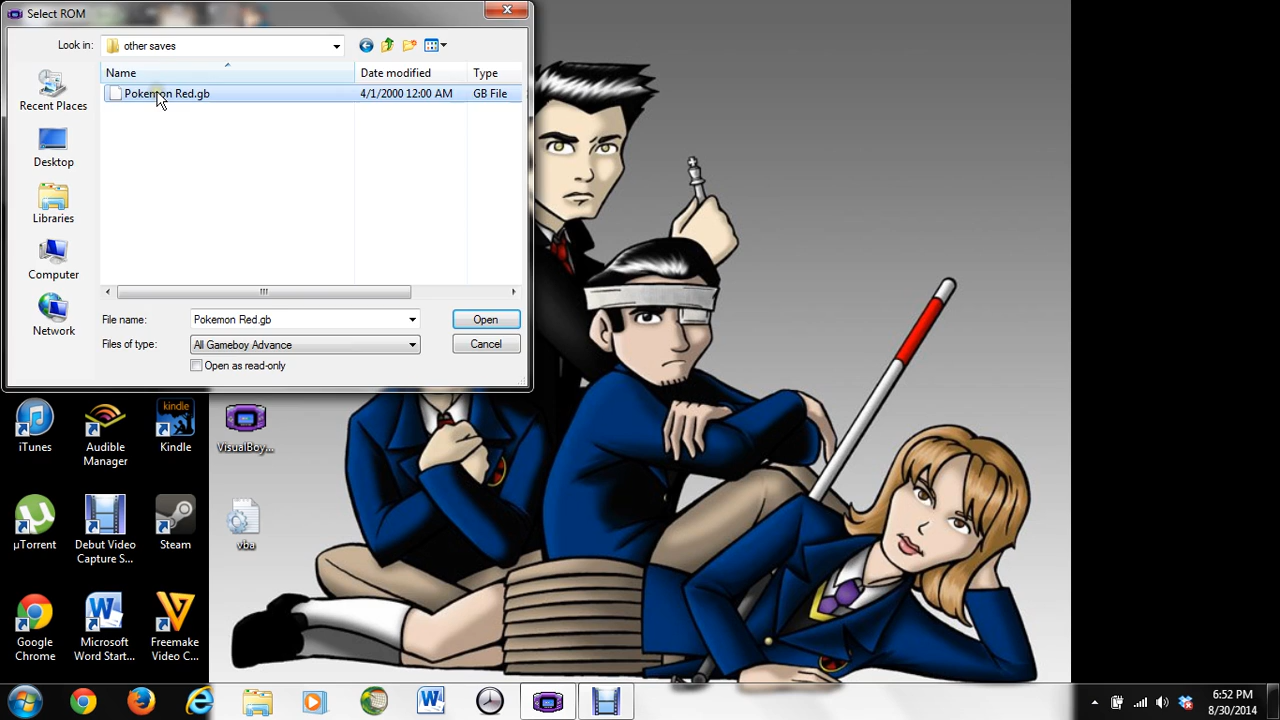 Select ROM
Look in:
other saves
Name
Date modified
Type
Pokemon Red.gb
4/1/2000 12:00 AM
GB File
Recent Places
Desktop
Libraries
Computer
Network
File name:
Pokemon Red.gb
Open
Files of type:
All Gameboy Advance
Cancel
Open as read-only
iTunes
Audible
Manager
kindle
Kindle
VisualBoy...
µTorrent
Debut Video
Capture S...
Steam
vba
Google
Chrome
Microsoft
Word Start...
Freemake
Video C...
6:52 PM
8/30/2014